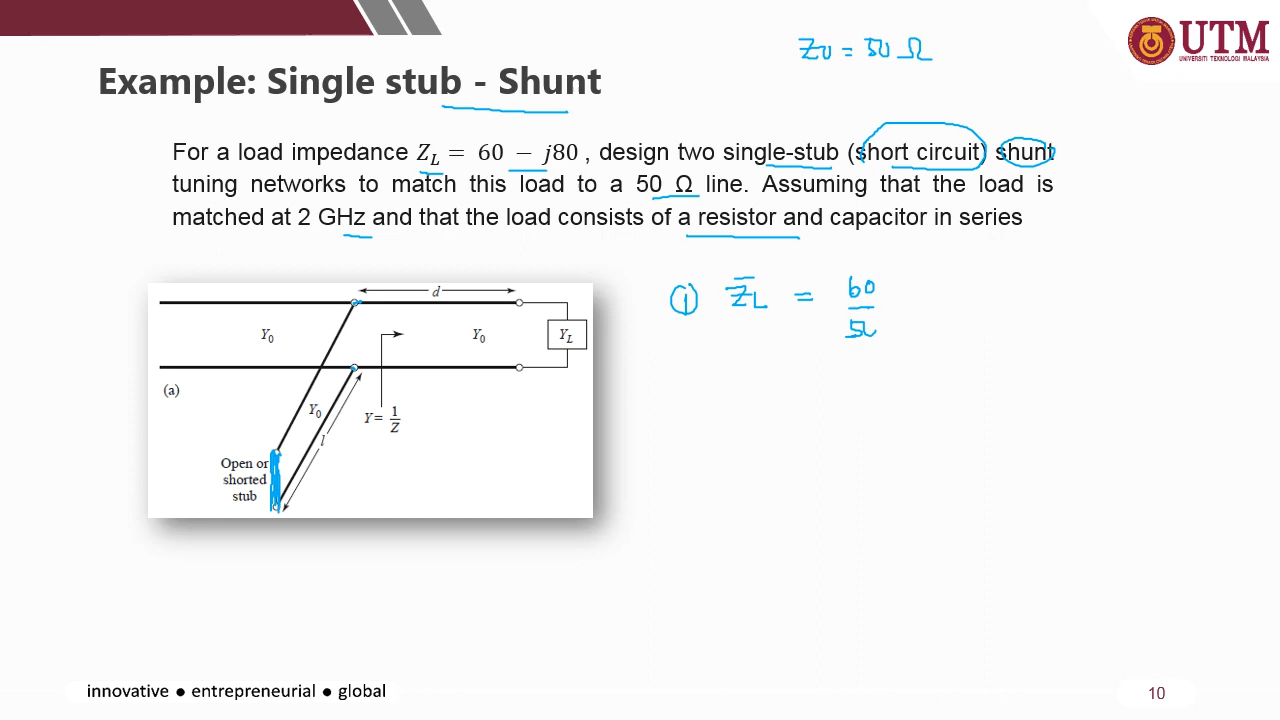 Z0 = 50 Ω
UTM
UNIVERSITI TEKNOLOGI MALAYSIA
Example: Single stub - Shunt
For a load impedance Z_L = 60 − j80 , design two single-stub (short circuit) shunt
tuning networks to match this load to a 50 Ω line. Assuming that the load is
matched at 2 GHz and that the load consists of a resistor and capacitor in series
d
Y0
Y0
YL
(a)
Y0
Y = 1/Z
l
Open or
shorted
stub
① Z̄L = 60/50
innovative ● entrepreneurial ● global
10